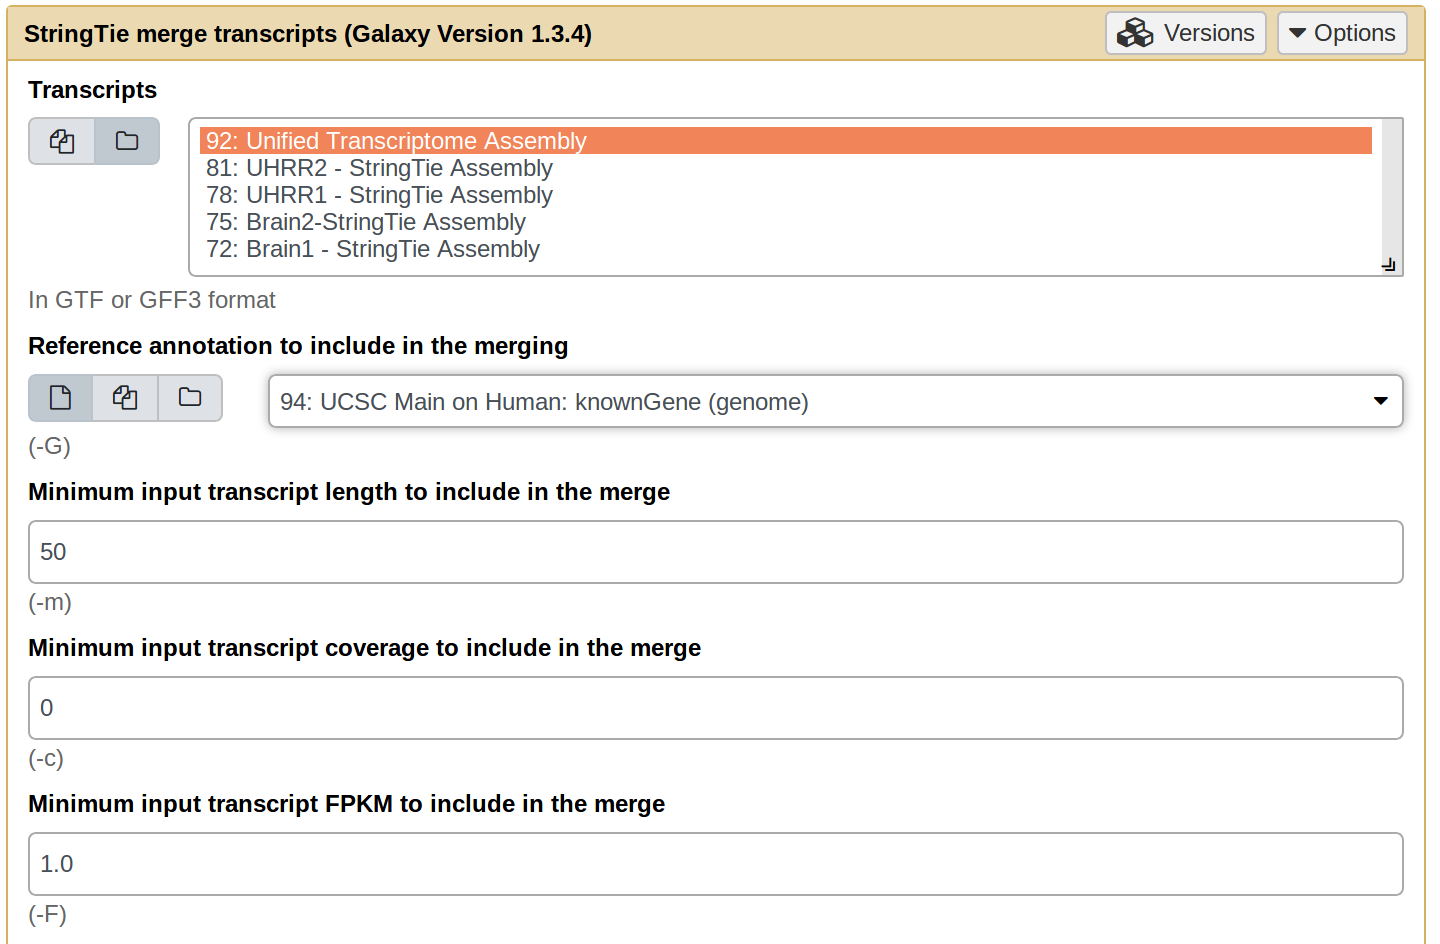 StringTie merge transcripts (Galaxy Version 1.3.4)
Versions
Options
Transcripts
92: Unified Transcriptome Assembly
81: UHRR2 - StringTie Assembly
78: UHRR1 - StringTie Assembly
75: Brain2-StringTie Assembly
72: Brain1 - StringTie Assembly
In GTF or GFF3 format
Reference annotation to include in the merging
94: UCSC Main on Human: knownGene (genome)
(-G)
Minimum input transcript length to include in the merge
50
(-m)
Minimum input transcript coverage to include in the merge
0
(-c)
Minimum input transcript FPKM to include in the merge
1.0
(-F)